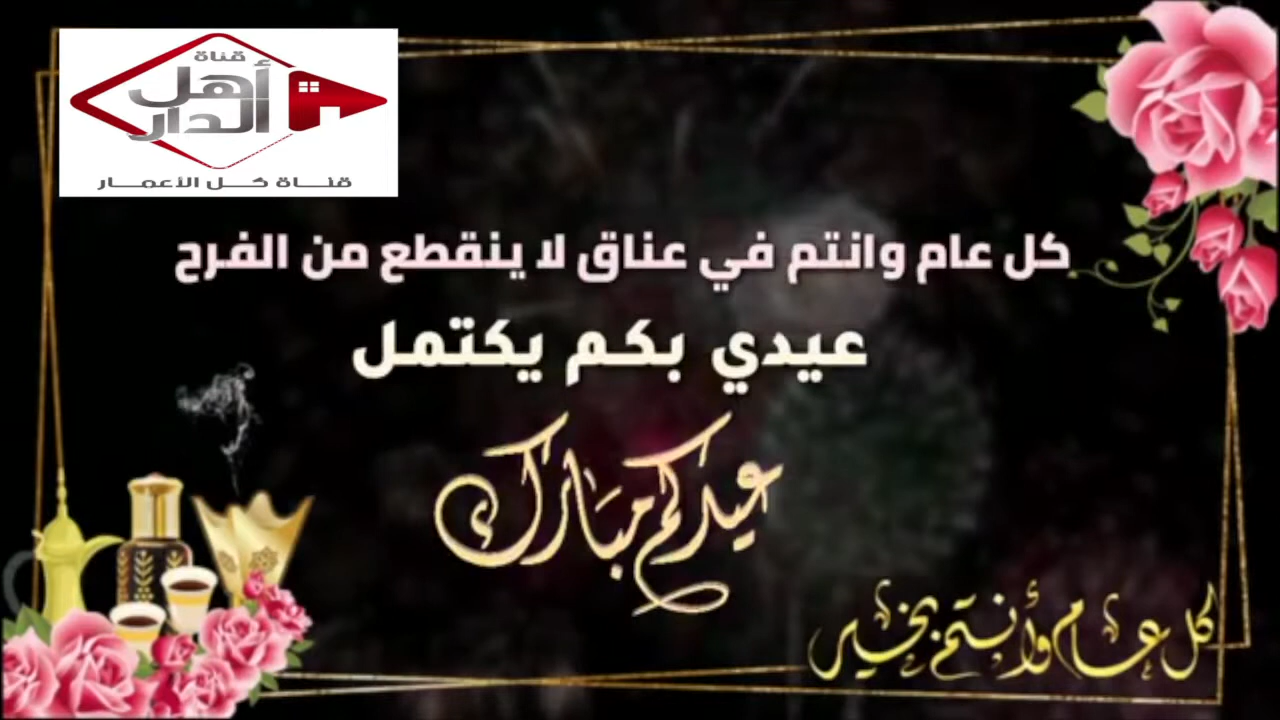 قناة
أهل
الدار
قناة كل الأعمار
كل عام وانتم في عناق لا ينقطع من الفرح
عيدي بكم يكتمل
عيدكم مبارك
كل عام وأنتم بخير